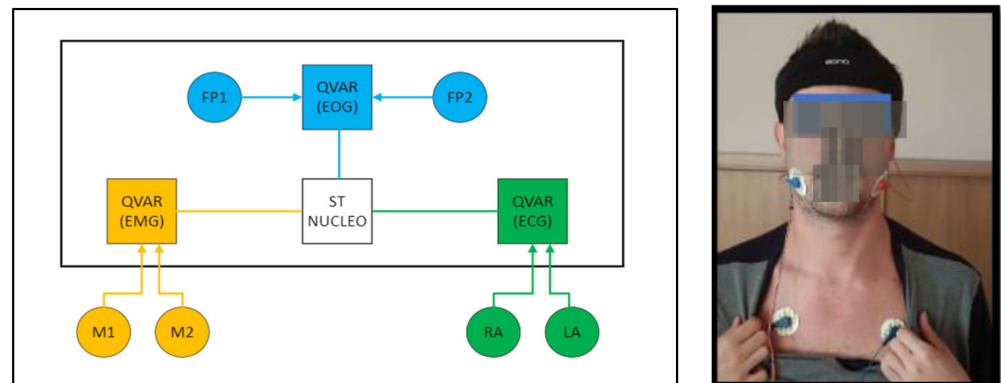 FP1
QVAR
(EOG)
FP2
QVAR
(EMG)
ST
NUCLEO
QVAR
(ECG)
M1
M2
RA
LA